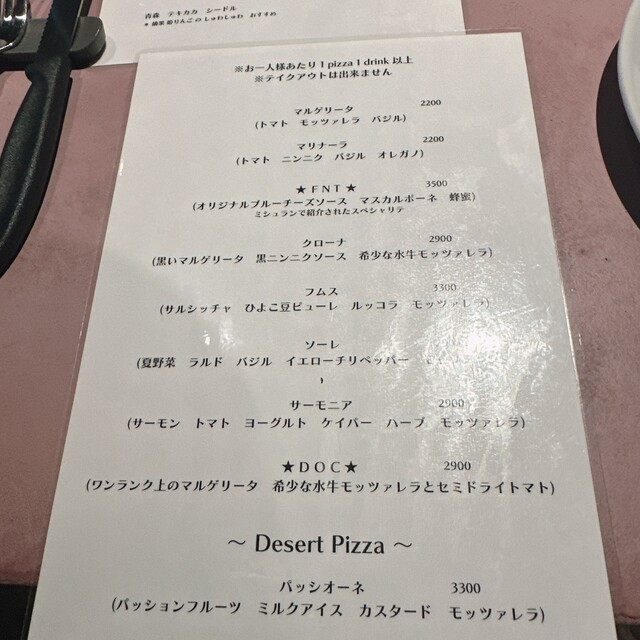 青森 テキカカ シードル
※お一人様あたり 1 pizza 1 drink 以上
※テイクアウトは出来ません
マルゲリータ 2200
(トマト モッツァレラ バジル)
マリナーラ 2200
(トマト ニンニク バジル オレガノ)
★ F N T ★ 3500
(オリジナルブルーチーズソース マスカルポーネ 蜂蜜)
ミシュランで紹介されたスペシャリテ
クローナ 2900
(黒いマルゲリータ 黒ニンニクソース 希少な水牛モッツァレラ)
フムス 3300
(サルシッチャ ひよこ豆ピューレ ルッコラ モッツァレラ)
ソーレ
(夏野菜 ラルド バジル イエローチリペッパー
)
サーモニア 2900
(サーモン トマト ヨーグルト ケイパー ハーブ モッツァレラ)
★ D O C ★ 2900
(ワンランク上のマルゲリータ 希少な水牛モッツァレラとセミドライトマト)
～ Desert Pizza ～
パッシオーネ 3300
(パッションフルーツ ミルクアイス カスタード モッツァレラ)